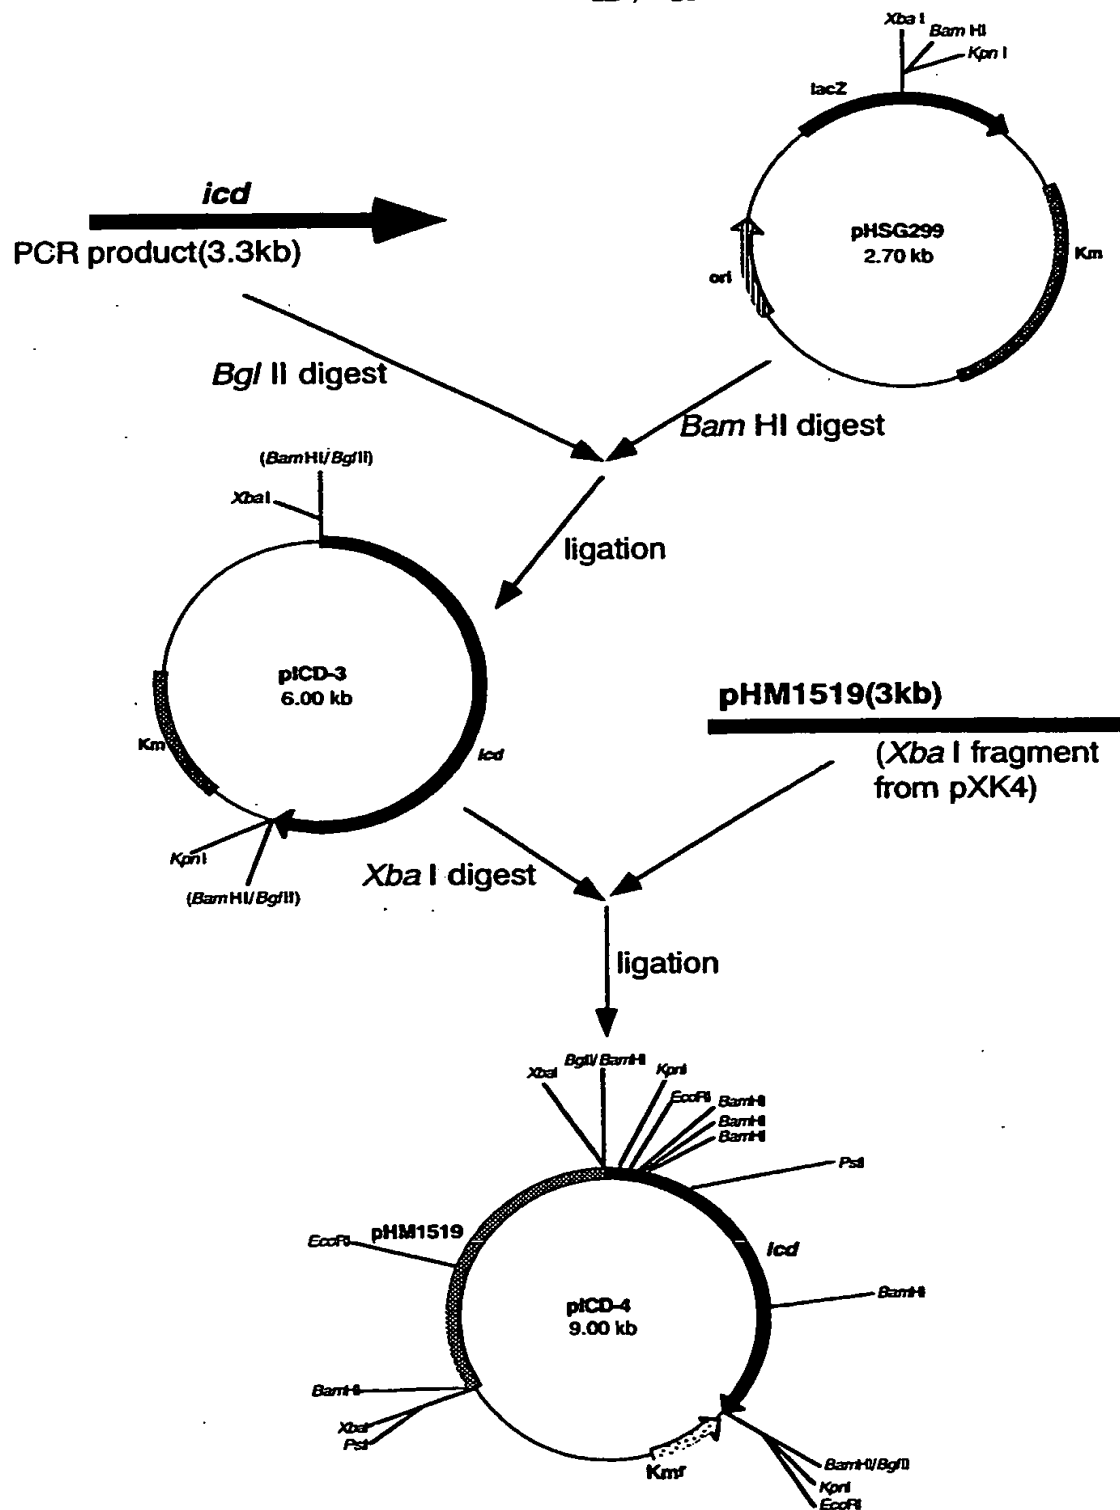 Xba I
Bam HI
Kpn I
lacZ
icd
PCR product(3.3kb)
pHSG299
2.70 kb
Km
ori
Bgl II digest
Bam HI digest
(BamHI/BglII)
XbaI
ligation
pICD-3
6.00 kb
pHM1519(3kb)
Km
icd
(Xba I fragment
from pXK4)
KpnI
(BamHI/BglII)
Xba I digest
ligation
XbaI
BglII/BamHI
KpnI
EcoRI
BamHI
BamHI
BamHI
PstI
pHM1519
EcoRI
icd
BamHI
pICD-4
9.00 kb
BamHI
XbaI
PstI
Kmr
BamHI/BglII
KpnI
EcoRI